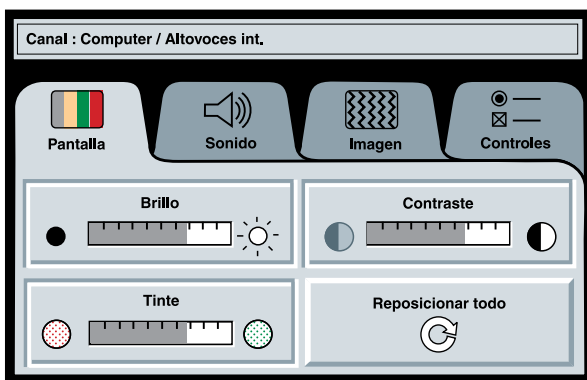 Canal : Computer / Altovoces int.
Pantalla
Sonido
Imagen
Controles
Brillo
Contraste
Tinte
Reposicionar todo